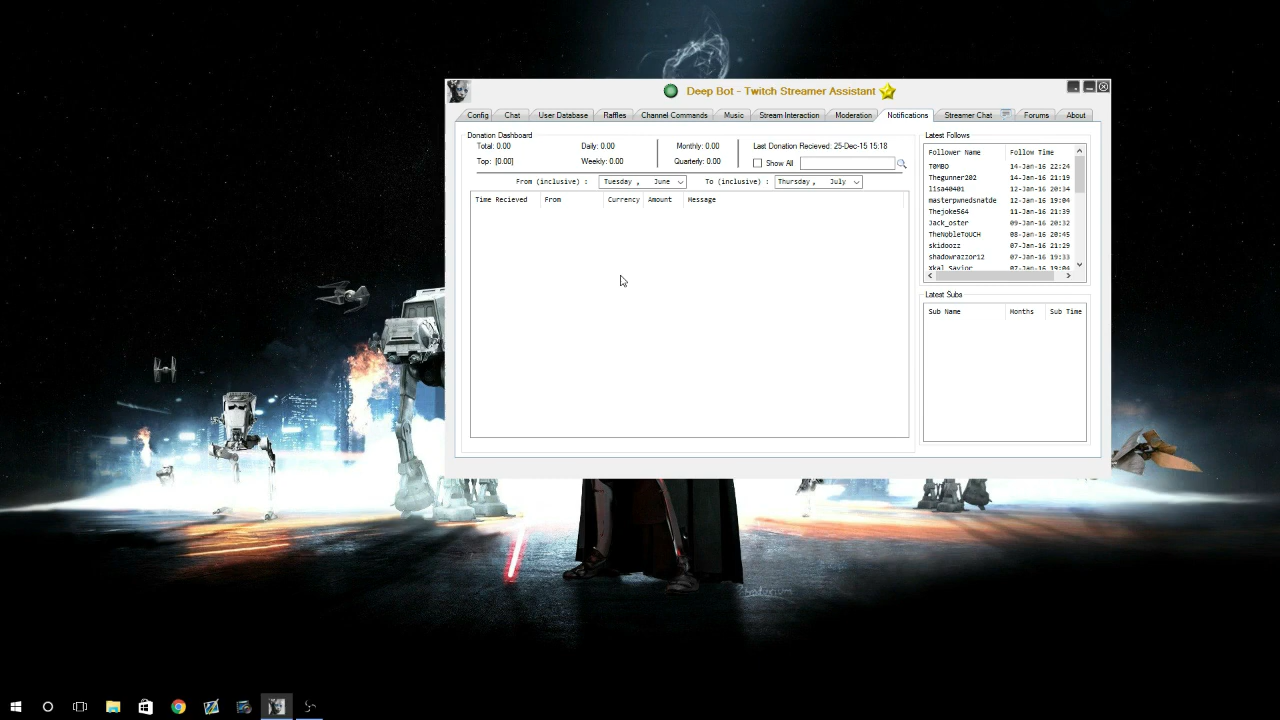 Deep Bot - Twitch Streamer Assistant
Config Chat User Database Raffles Channel Commands Music Stream Interaction Moderation Notifications Streamer Chat Forums About
Donation Dashboard
Total: 0.00 Daily: 0.00 Monthly: 0.00 Last Donation Recieved: 25-Dec-15 15:18
Top: [0.00] Weekly: 0.00 Quarterly: 0.00 Show All
From (inclusive) : Tuesday , June To (inclusive) : Thursday , July
Time Recieved From Currency Amount Message
Latest Follows
Follower Name Follow Time
T0MBO 14-Jan-16 22:24
Thegunner202 14-Jan-16 21:19
lisa40401 12-Jan-16 20:34
masterpwnedsnatde 12-Jan-16 19:04
Thejoke564 11-Jan-16 21:39
Jack_oster 09-Jan-16 20:32
TheNobleToUCH 08-Jan-16 20:45
skidoozz 07-Jan-16 21:29
shadowrazzor12 07-Jan-16 19:33
Xkal_Savior 07-Jan-16 19:04
Latest Subs
Sub Name Months Sub Time